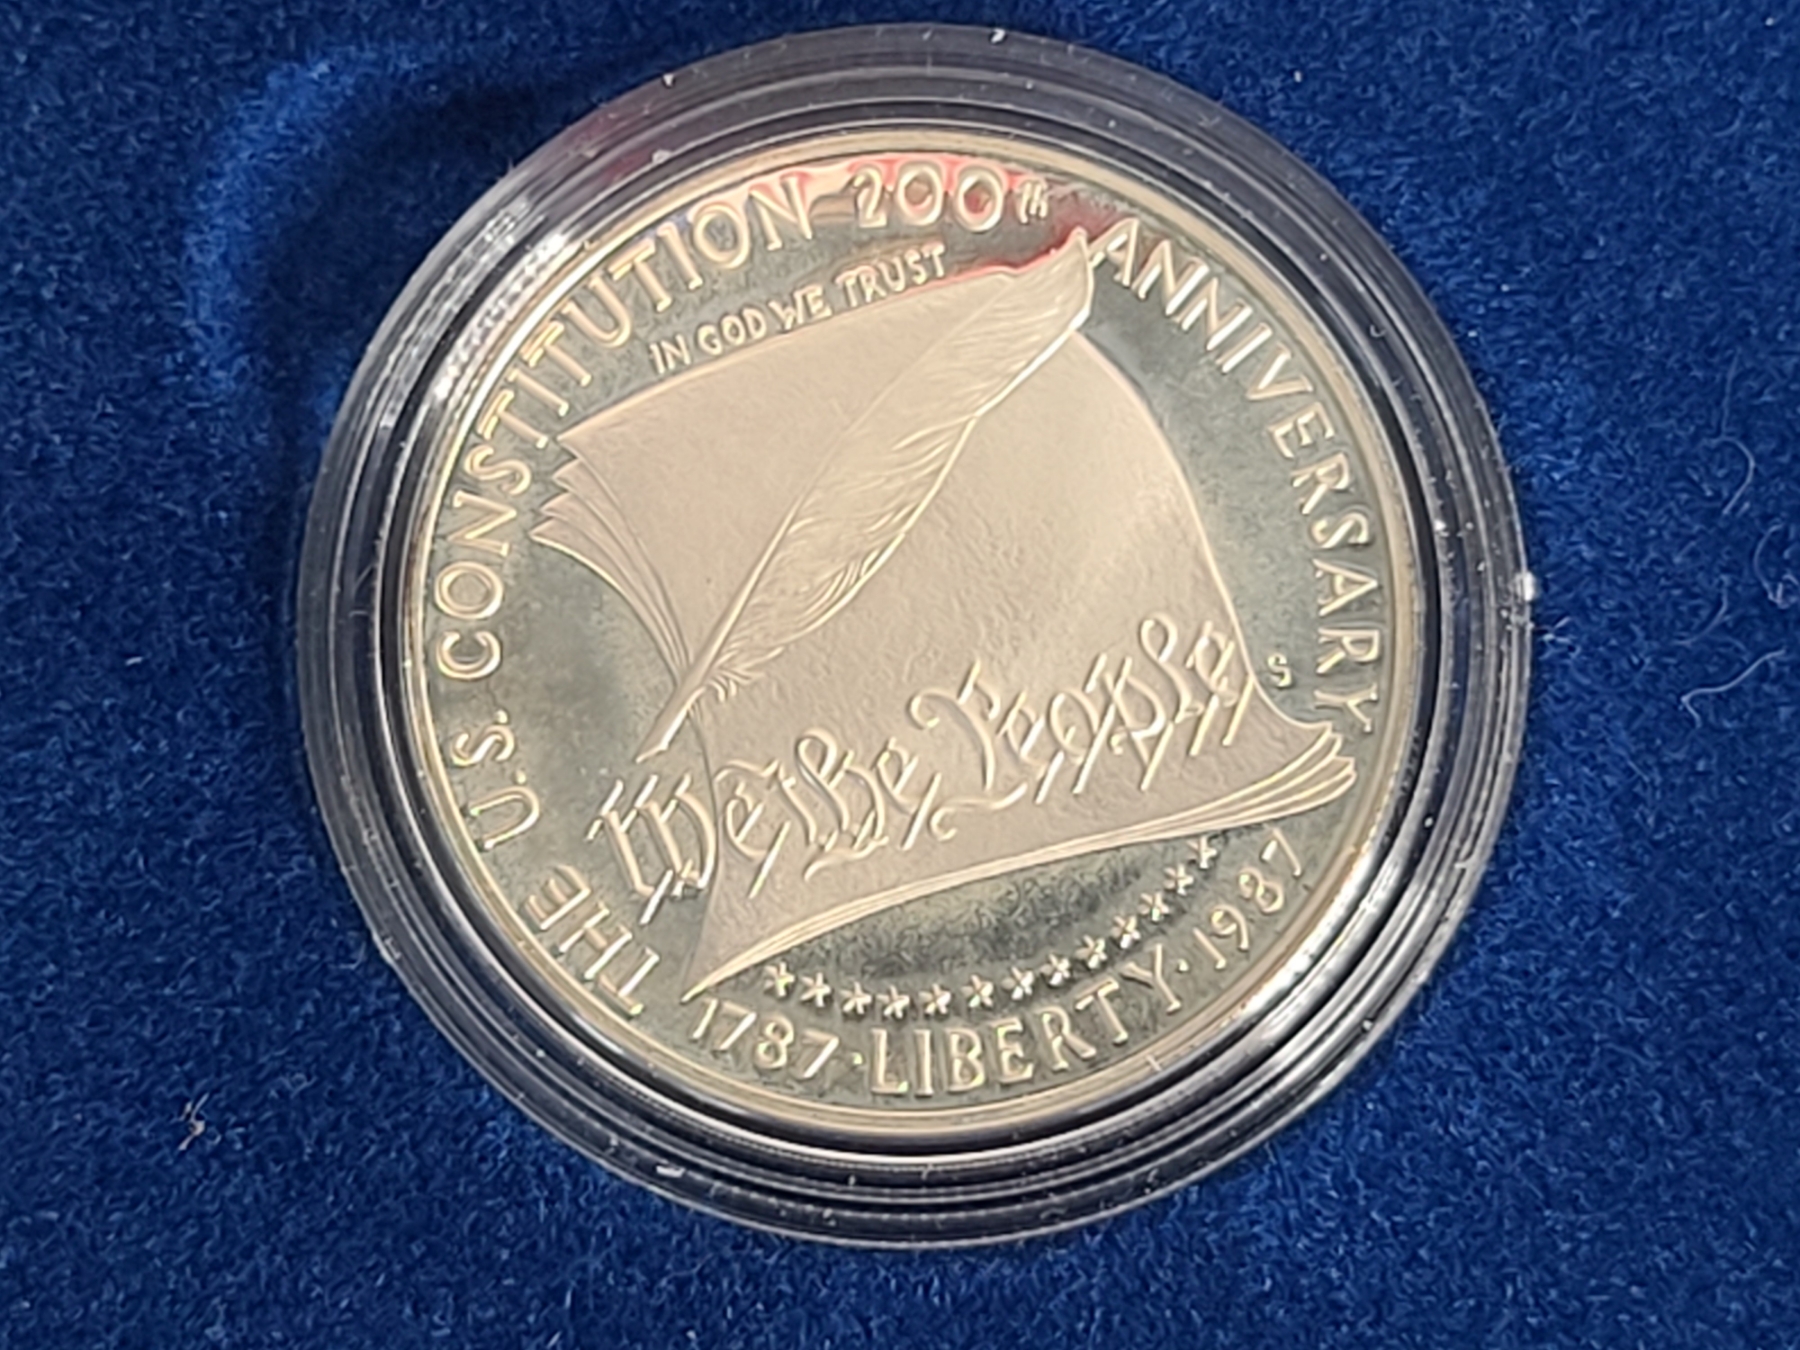 THE U.S. CONSTITUTION 200TH ANNIVERSARY
IN GOD WE TRUST
We the People
S
1787·LIBERTY·1987